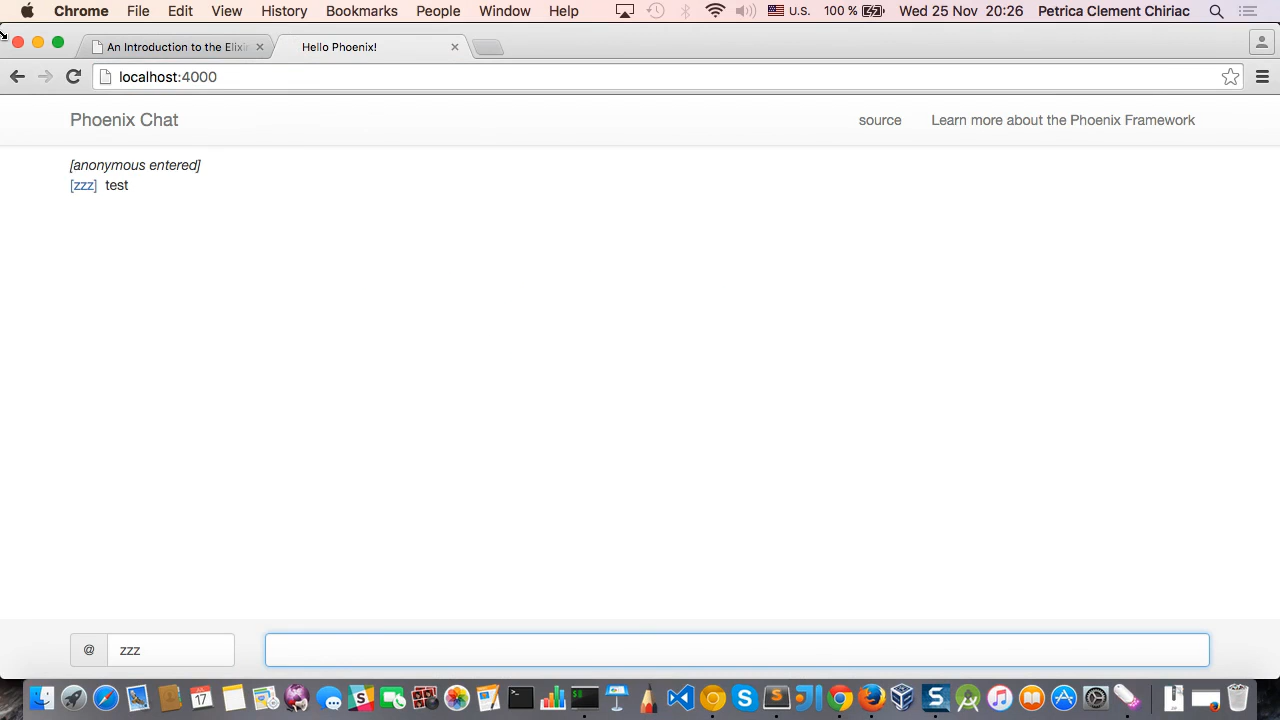 Chrome File Edit View History Bookmarks People Window Help U.S. 100 % Wed 25 Nov 20:26 Petrica Clement Chiriac
An Introduction to the Elixir Hello Phoenix!
localhost:4000
Phoenix Chat source Learn more about the Phoenix Framework
[anonymous entered]
[zzz] test
@ zzz
17